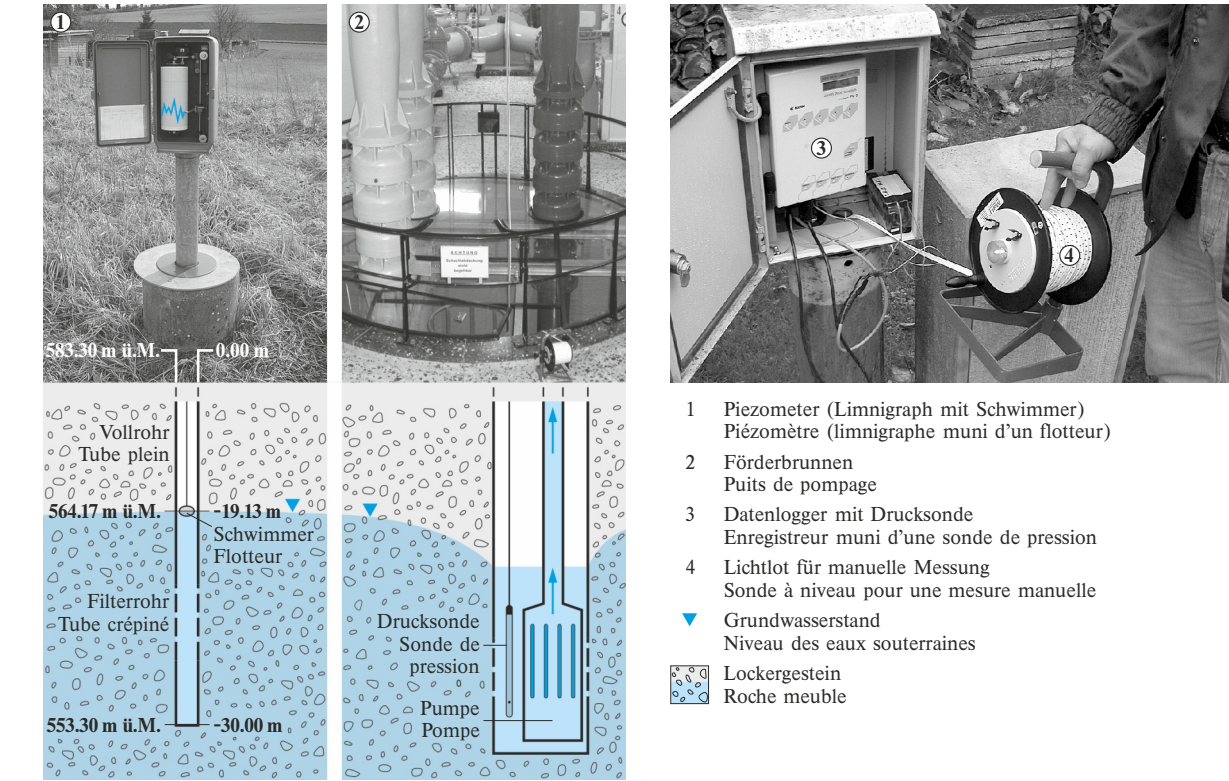 1
2
3
4
ACHTUNG
Schachtabdeckung
nicht
begehbar
583.30 m ü.M.
0.00 m
Vollrohr
Tube plein
564.17 m ü.M.
-19.13 m
Schwimmer
Flotteur
Filterrohr
Tube crépiné
553.30 m ü.M.
-30.00 m
Drucksonde
Sonde de
pression
Pumpe
Pompe
1 Piezometer (Limnigraph mit Schwimmer)
Piézomètre (limnigraphe muni d'un flotteur)
2 Förderbrunnen
Puits de pompage
3 Datenlogger mit Drucksonde
Enregistreur muni d'une sonde de pression
4 Lichtlot für manuelle Messung
Sonde à niveau pour une mesure manuelle
Grundwasserstand
Niveau des eaux souterraines
Lockergestein
Roche meuble